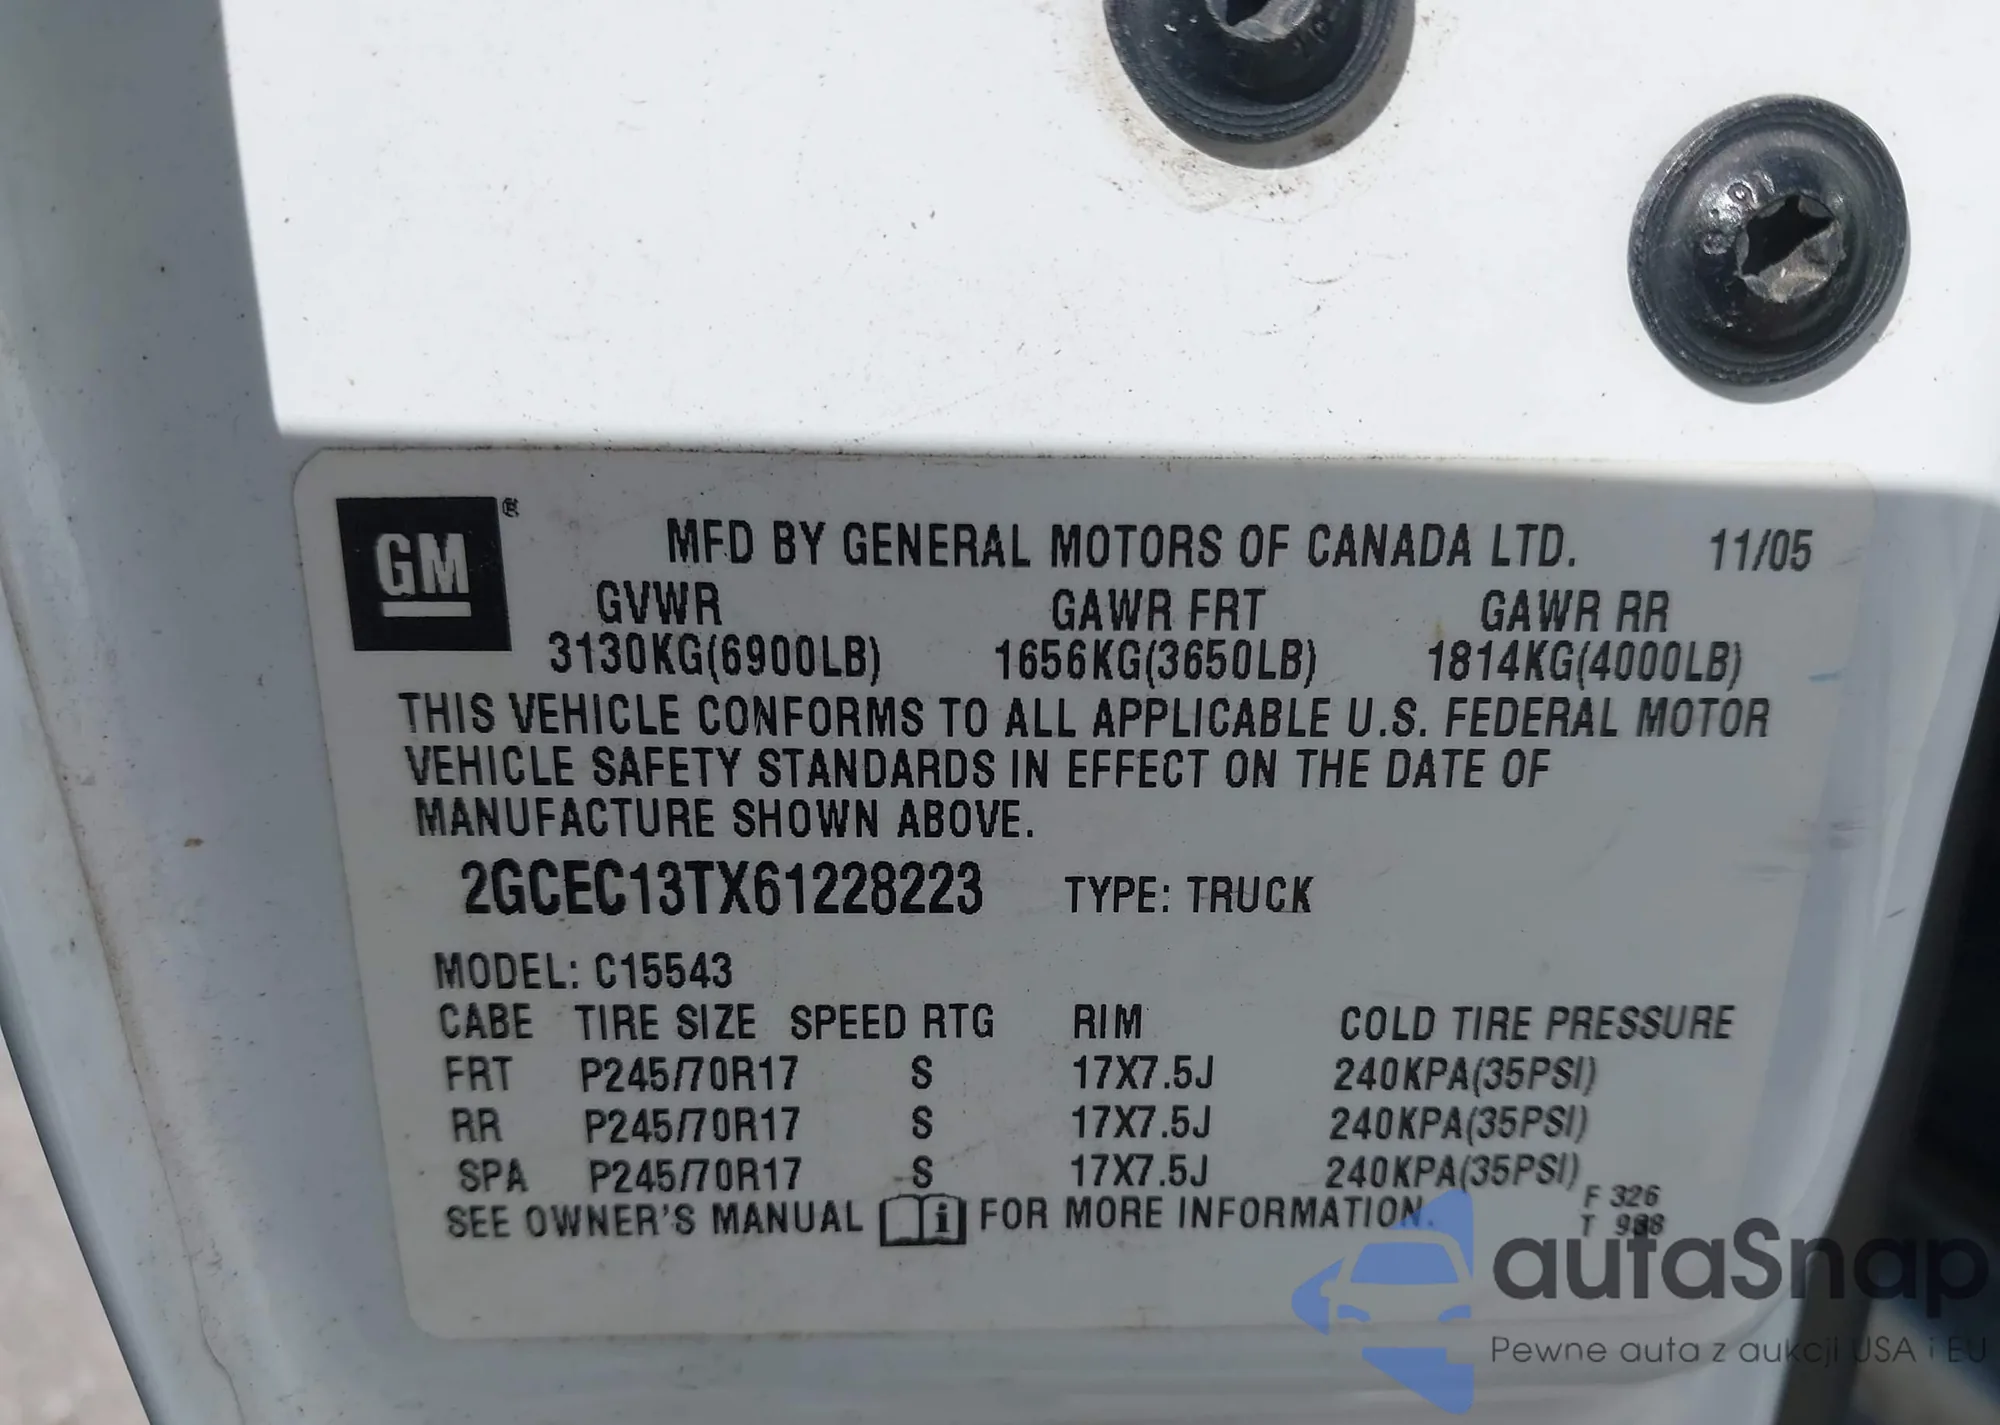 GM®
MFD BY GENERAL MOTORS OF CANADA LTD. 11/05
GVWR GAWR FRT GAWR RR
3130KG(6900LB) 1656KG(3650LB) 1814KG(4000LB)
THIS VEHICLE CONFORMS TO ALL APPLICABLE U.S. FEDERAL MOTOR
VEHICLE SAFETY STANDARDS IN EFFECT ON THE DATE OF
MANUFACTURE SHOWN ABOVE.
2GCEC13TX61228223 TYPE: TRUCK
MODEL: C15543
CABE TIRE SIZE SPEED RTG RIM COLD TIRE PRESSURE
FRT P245/70R17 S 17X7.5J 240KPA(35PSI)
RR P245/70R17 S 17X7.5J 240KPA(35PSI)
SPA P245/70R17 S 17X7.5J 240KPA(35PSI)
F 326
SEE OWNER'S MANUAL i FOR MORE INFORMATION.
T
autaSnap
Pewne auta z aukcji USA i EU